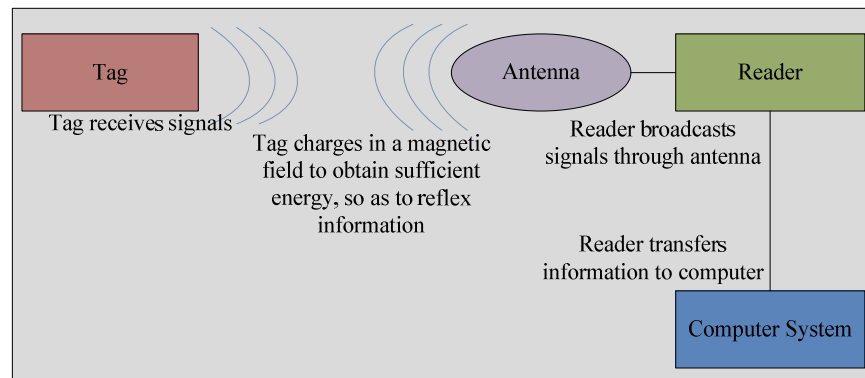 Tag
Antenna
Reader
Tag receives signals
Tag charges in a magnetic
field to obtain sufficient
energy, so as to reflex
information
Reader broadcasts
signals through antenna
Reader transfers
information to computer
Computer System